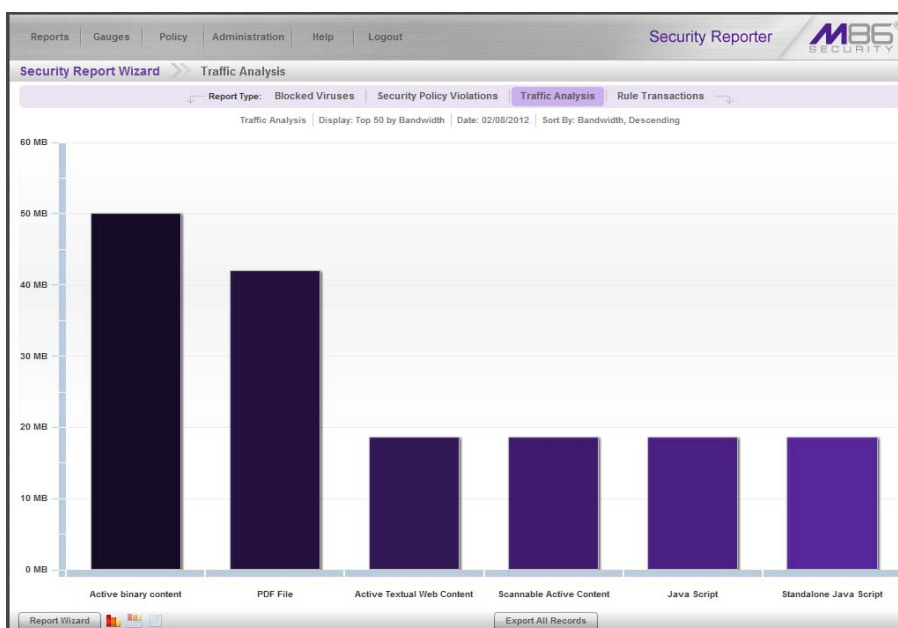 Reports Gauges Policy Administration Help Logout Security Reporter M86®
SECURITY
Security Report Wizard Traffic Analysis
Report Type: Blocked Viruses Security Policy Violations Traffic Analysis Rule Transactions
Traffic Analysis Display: Top 50 by Bandwidth Date: 02/08/2012 Sort By: Bandwidth, Descending
60 MB
50 MB
40 MB
30 MB
20 MB
10 MB
0 MB
Active binary content PDF File Active Textual Web Content Scannable Active Content Java Script Standalone Java Script
Report Wizard Export All Records